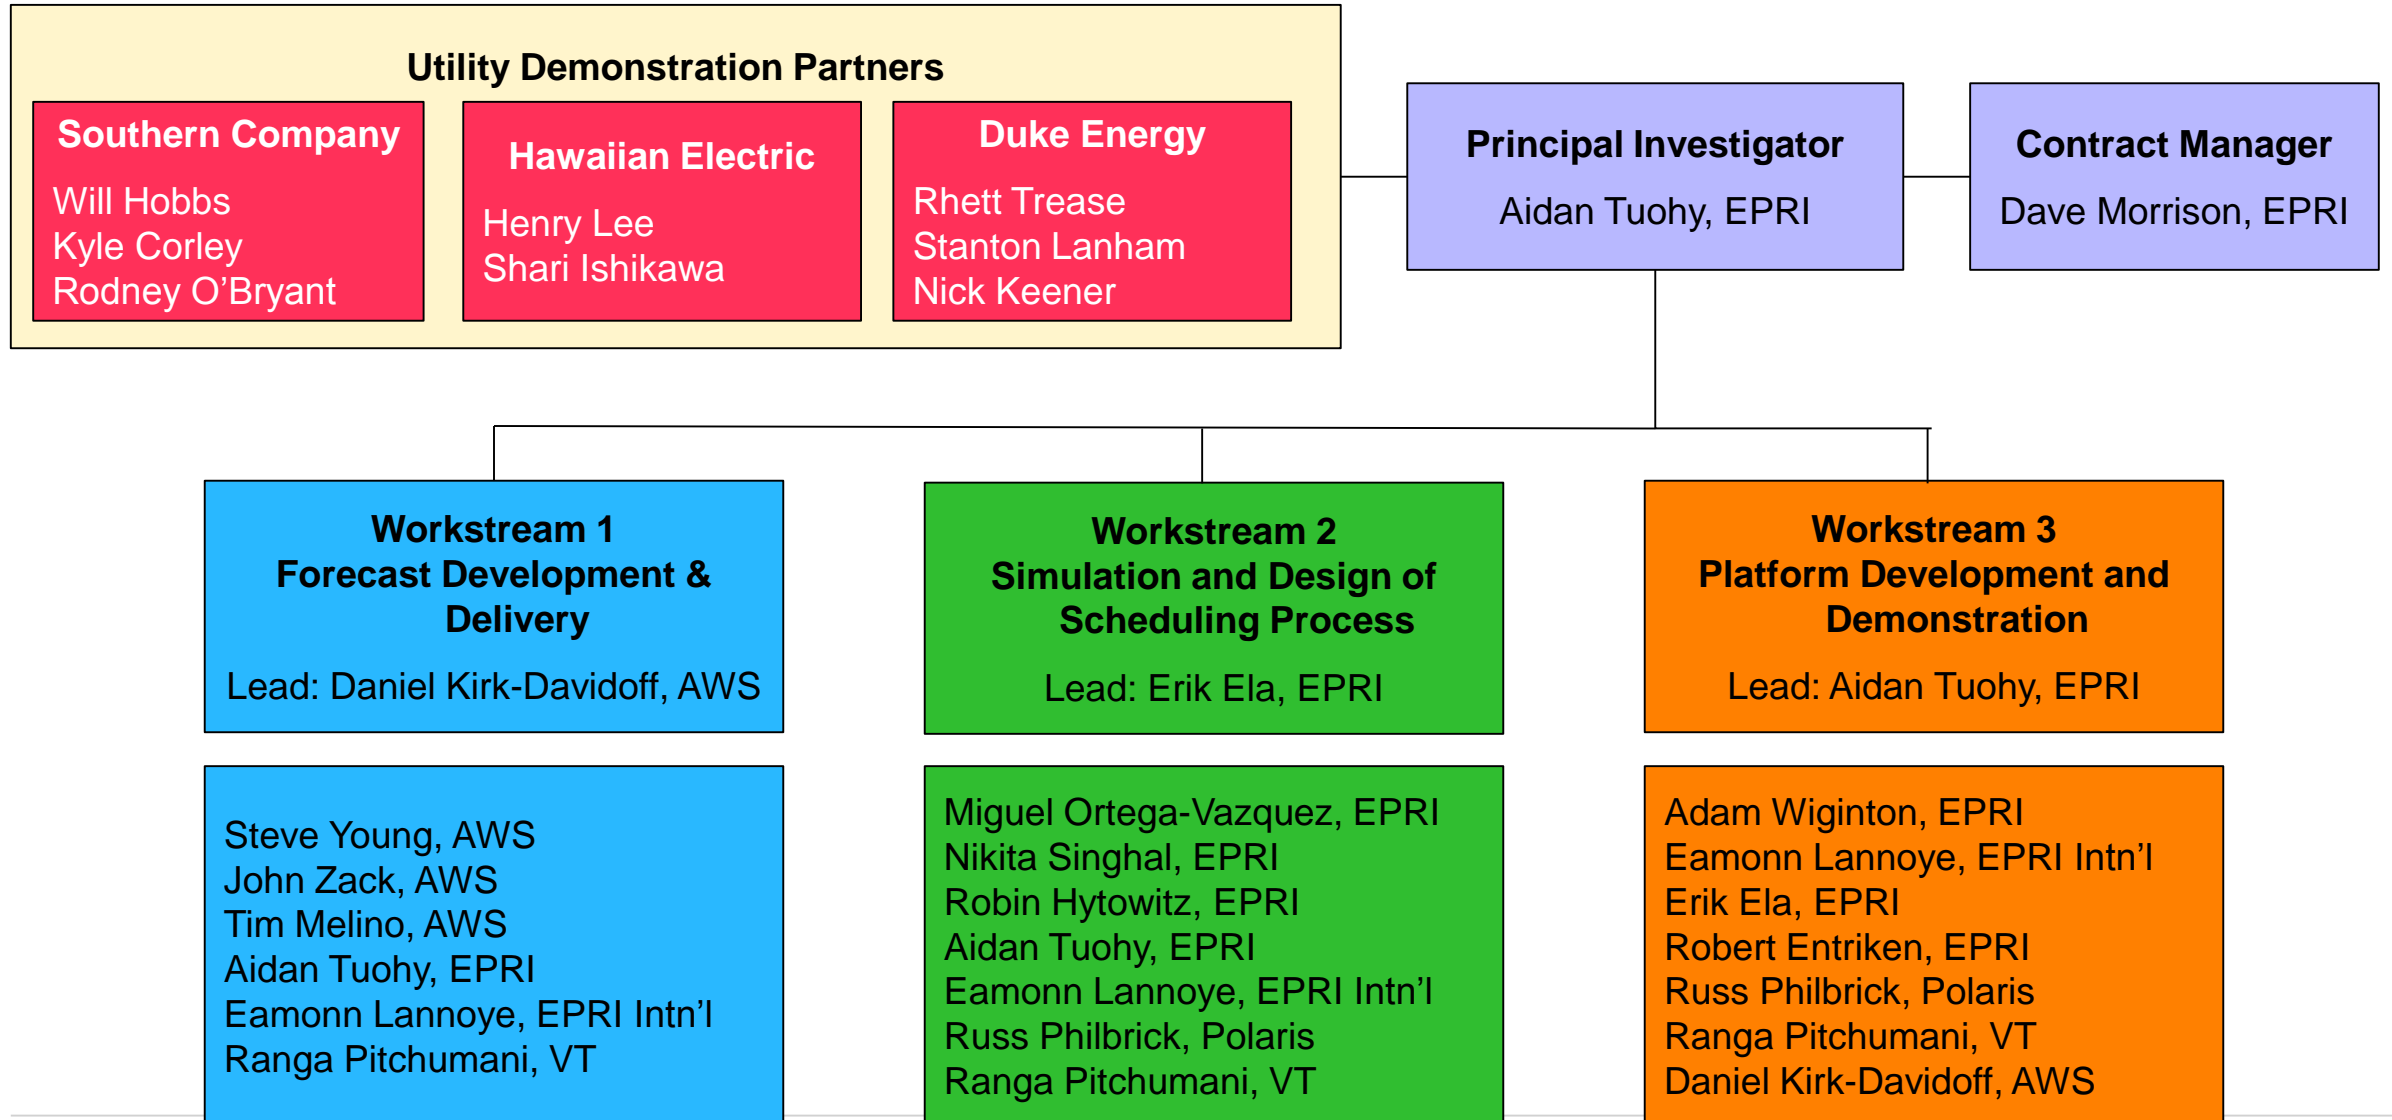 Utility Demonstration Partners
Southern Company
Will Hobbs
Kyle Corley
Rodney O’Bryant
Hawaiian Electric
Henry Lee
Shari Ishikawa
Duke Energy
Rhett Trease
Stanton Lanham
Nick Keener
Principal Investigator
Aidan Tuohy, EPRI
Contract Manager
Dave Morrison, EPRI
Workstream 1
Forecast Development &
Delivery
Lead: Daniel Kirk-Davidoff, AWS
Steve Young, AWS
John Zack, AWS
Tim Melino, AWS
Aidan Tuohy, EPRI
Eamonn Lannoye, EPRI Intn’l
Ranga Pitchumani, VT
Workstream 2
Simulation and Design of
Scheduling Process
Lead: Erik Ela, EPRI
Miguel Ortega-Vazquez, EPRI
Nikita Singhal, EPRI
Robin Hytowitz, EPRI
Aidan Tuohy, EPRI
Eamonn Lannoye, EPRI Intn’l
Russ Philbrick, Polaris
Ranga Pitchumani, VT
Workstream 3
Platform Development and
Demonstration
Lead: Aidan Tuohy, EPRI
Adam Wiginton, EPRI
Eamonn Lannoye, EPRI Intn’l
Erik Ela, EPRI
Robert Entriken, EPRI
Russ Philbrick, Polaris
Ranga Pitchumani, VT
Daniel Kirk-Davidoff, AWS